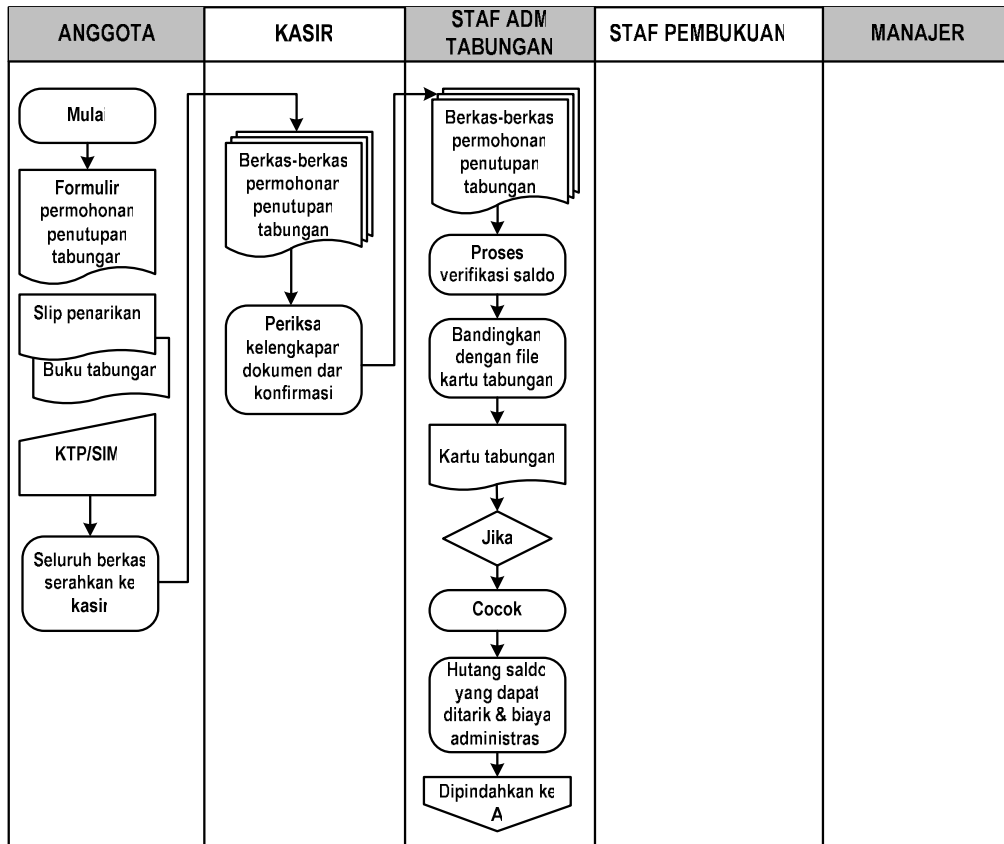 ANGGOTA
KASIR
STAF ADM
TABUNGAN
STAF PEMBUKUAN
MANAJER
Mulai
Formulir
permohonan
penutupan
tabungan
Slip penarikan
Buku tabungan
KTP/SIM
Seluruh berkas
serahkan ke
kasir
Berkas-berkas
permohonan
penutupan
tabungan
Periksa
kelengkapan
dokumen dan
konfirmasi
Berkas-berkas
permohonan
penutupan
tabungan
Proses
verifikasi saldo
Bandingkan
dengan file
kartu tabungan
Kartu tabungan
Jika
Cocok
Hutang saldo
yang dapat
ditarik & biaya
administras
Dipindahkan ke
A